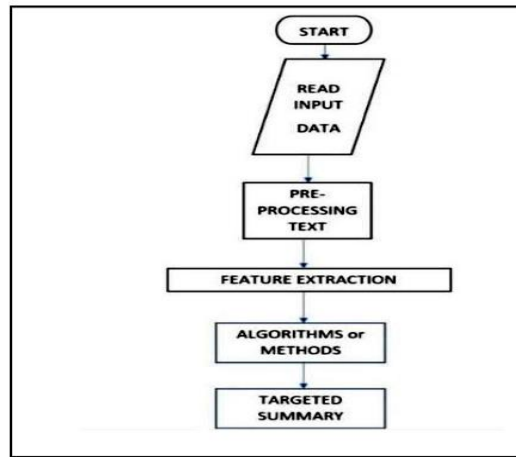 START
READ
INPUT
DATA
PRE-
PROCESSING
TEXT
FEATURE EXTRACTION
ALGORITHMS or
METHODS
TARGETED
SUMMARY